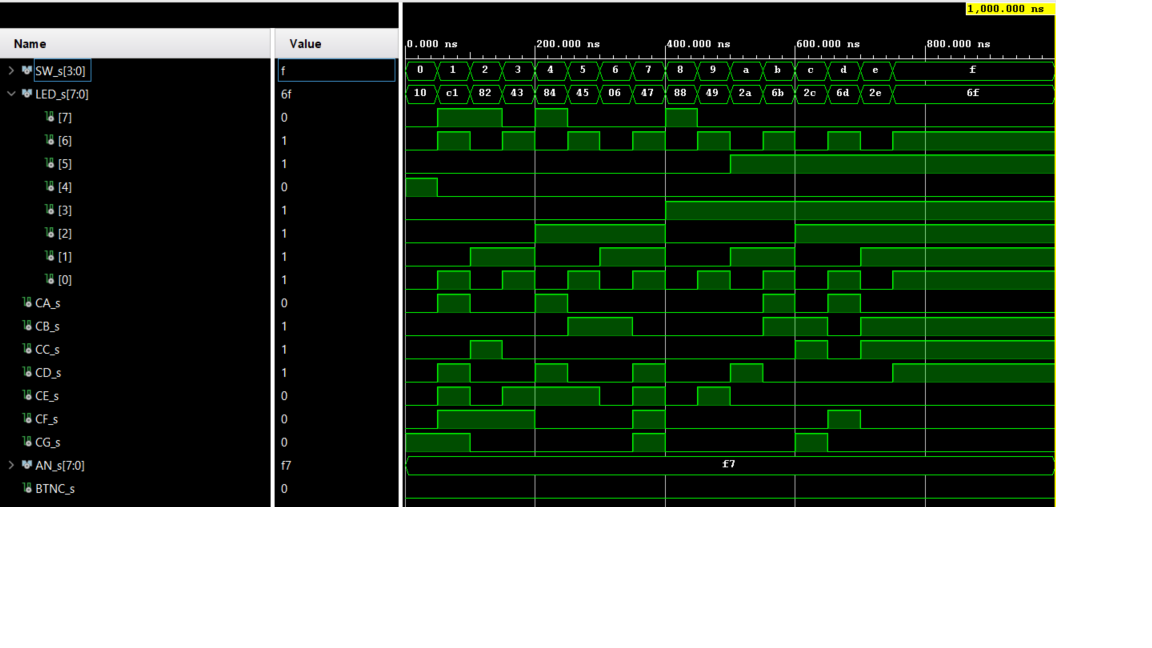 1,000.000 ns
Name Value 0.000 ns 200.000 ns 400.000 ns 600.000 ns 800.000 ns
SW_s[3:0] f 0 1 2 3 4 5 6 7 8 9 a b c d e f
LED_s[7:0] 6f 10 c1 82 43 84 45 06 47 88 49 2a 6b 2c 6d 2e 6f
[7] 0
[6] 1
[5] 1
[4] 0
[3] 1
[2] 1
[1] 1
[0] 1
CA_s 0
CB_s 1
CC_s 1
CD_s 1
CE_s 0
CF_s 0
CG_s 0
AN_s[7:0] f7 f7
BTNC_s 0